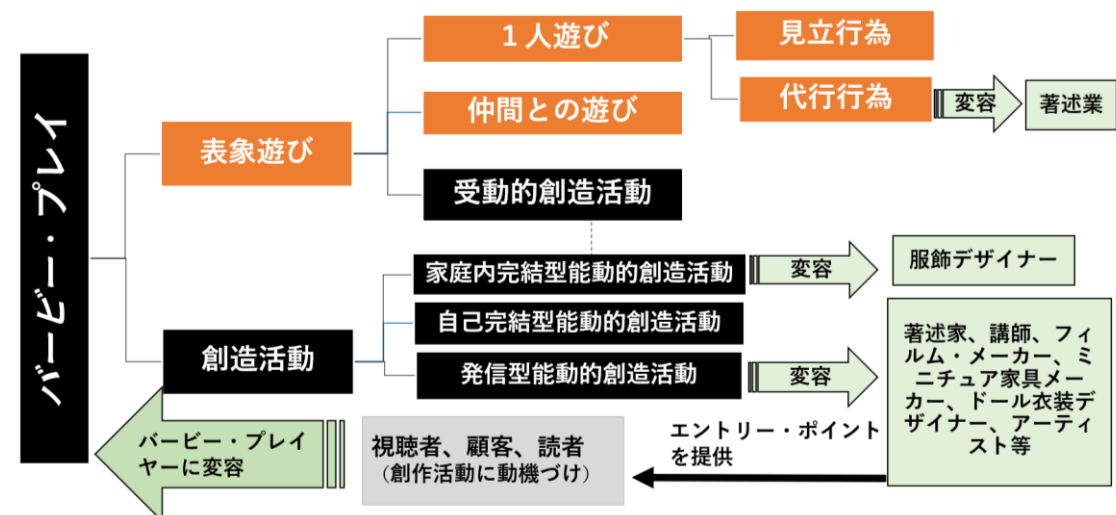 バービー・プレイ
表象遊び
創造活動
1人遊び
仲間との遊び
受動的創造活動
見立行為
代行行為
変容
著述業
家庭内完結型能動的創造活動
自己完結型能動的創造活動
発信型能動的創造活動
変容
服飾デザイナー
変容
著述家、講師、フィ
ルム・メーカー、ミ
ニチュア家具メー
カー、ドール衣装デ
ザイナー、アーティ
スト等
エントリー・ポイント
を提供
視聴者、顧客、読者
（創作活動に動機づけ）
バービー・プレイ
ヤーに変容